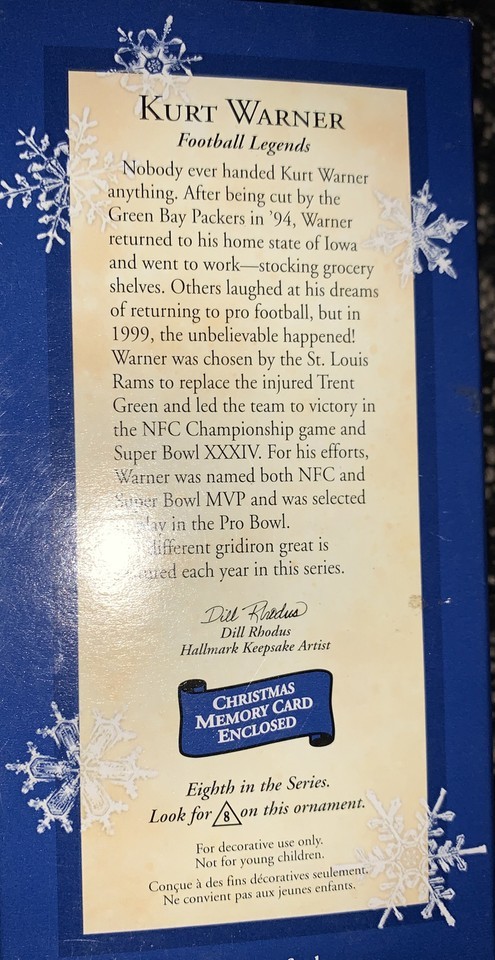 KURT WARNER
Football Legends
Nobody ever handed Kurt Warner
anything. After being cut by the
Green Bay Packers in ’94, Warner
returned to his home state of Iowa
and went to work—stocking grocery
shelves. Others laughed at his dreams
of returning to pro football, but in
1999, the unbelievable happened!
Warner was chosen by the St. Louis
Rams to replace the injured Trent
Green and led the team to victory in
the NFC Championship game and
Super Bowl XXXIV. For his efforts,
Warner was named both NFC and
Super Bowl MVP and was selected
in the Pro Bowl.
different gridiron great is
each year in this series.
Dill Rhodus
Dill Rhodus
Hallmark Keepsake Artist
CHRISTMAS
MEMORY CARD
ENCLOSED
Eighth in the Series.
Look for 8 on this ornament.
For decorative use only.
Not for young children.
Conçue à des fins décoratives seulement.
Ne convient pas aux jeunes enfants.